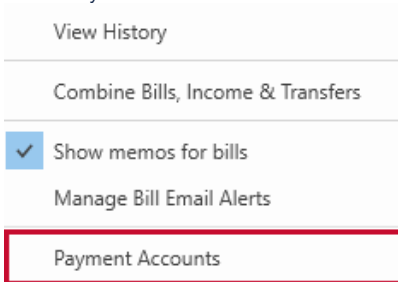 View History
Combine Bills, Income & Transfers
Show memos for bills
Manage Bill Email Alerts
Payment Accounts